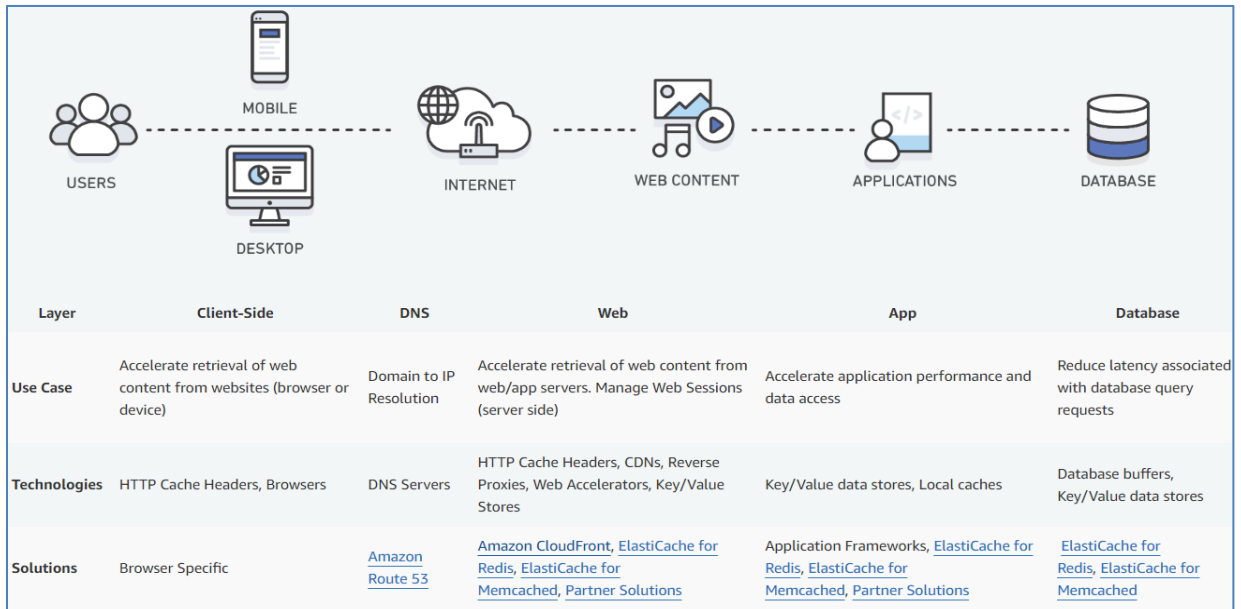 MOBILE
USERS
DESKTOP
INTERNET
WEB CONTENT
APPLICATIONS
</>
DATABASE
Layer
Client-Side
DNS
Web
App
Database
Use Case
Accelerate retrieval of web
content from websites (browser or
device)
Domain to IP
Resolution
Accelerate retrieval of web content from
web/app servers. Manage Web Sessions
(server side)
Accelerate application performance and
data access
Reduce latency associated
with database query
requests
Technologies
HTTP Cache Headers, Browsers
DNS Servers
HTTP Cache Headers, CDNs, Reverse
Proxies, Web Accelerators, Key/Value
Stores
Key/Value data stores, Local caches
Database buffers,
Key/Value data stores
Solutions
Browser Specific
Amazon
Route 53
Amazon CloudFront, ElastiCache for
Redis, ElastiCache for
Memcached, Partner Solutions
Application Frameworks, ElastiCache for
Redis, ElastiCache for
Memcached, Partner Solutions
ElastiCache for
Redis, ElastiCache for
Memcached